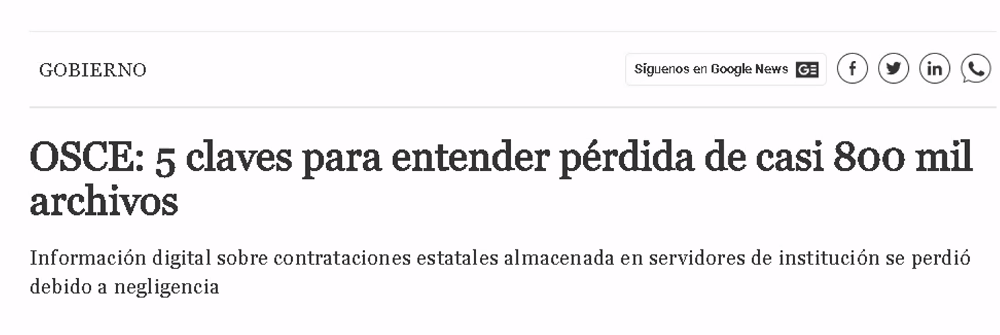 GOBIERNO
Síguenos en Google News
OSCE: 5 claves para entender pérdida de casi 800 mil
archivos
Información digital sobre contrataciones estatales almacenada en servidores de institución se perdió
debido a negligencia